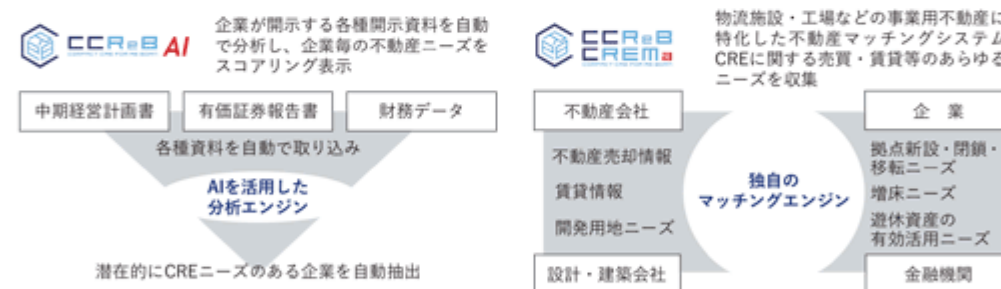 CCReB AI
企業が開示する各種開示資料を自動
で分析し、企業毎の不動産ニーズを
スコアリング表示
中期経営計画書
有価証券報告書
財務データ
各種資料を自動で取り込み
AIを活用した
分析エンジン
潜在的にCREニーズのある企業を自動抽出
CCReB
CREMa
物流施設・工場などの事業用不動産に
特化した不動産マッチングシステム
CREに関する売買・賃貸等のあらゆる
ニーズを収集
不動産会社
企 業
不動産売却情報
賃貸情報
開発用地ニーズ
独自の
マッチングエンジン
拠点新設・閉鎖・
移転ニーズ
増床ニーズ
遊休資産の
有効活用ニーズ
設計・建築会社
金融機関